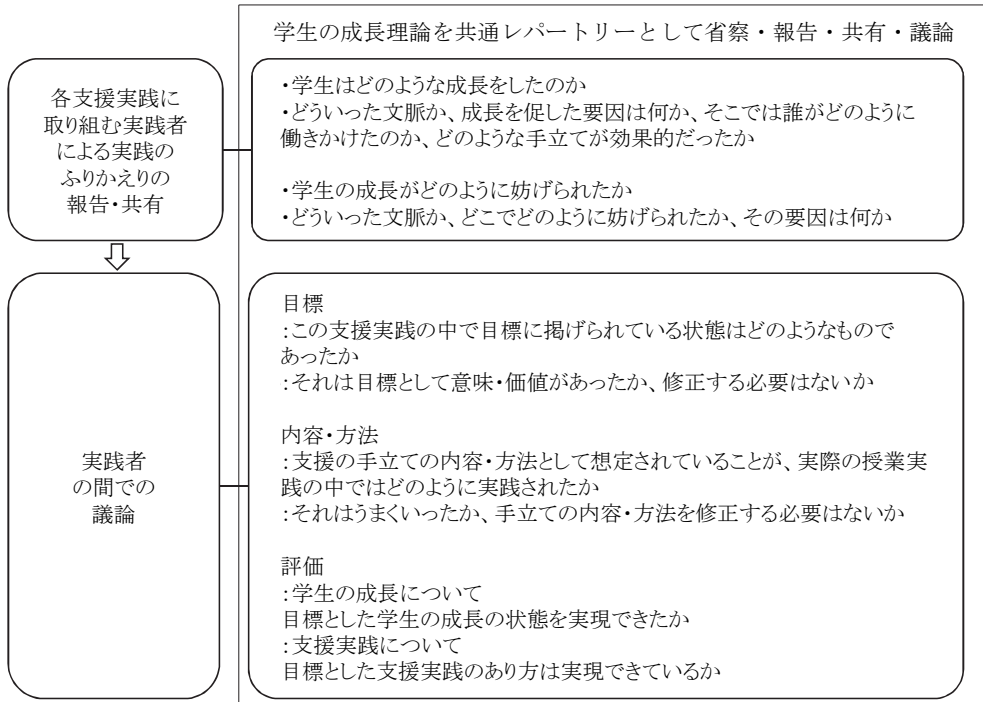 学生の成長理論を共通レパートリーとして省察・報告・共有・議論
各支援実践に
取り組む実践者
による実践の
ふりかえりの
報告・共有
・学生はどのような成長をしたのか
・どういった文脈か、成長を促した要因は何か、そこでは誰がどのように
働きかけたのか、どのような手立てが効果的だったか
・学生の成長がどのように妨げられたか
・どういった文脈か、どこでどのように妨げられたか、その要因は何か
実践者
の間での
議論
目標
:この支援実践の中で目標に掲げられている状態はどのようなもので
あったか
:それは目標として意味・価値があったか、修正する必要はないか
内容・方法
:支援の手立ての内容・方法として想定されていることが、実際の授業実
践の中ではどのように実践されたか
:それはうまくいったか、手立ての内容・方法を修正する必要はないか
評価
:学生の成長について
目標とした学生の成長の状態を実現できたか
:支援実践について
目標とした支援実践のあり方は実現できているか